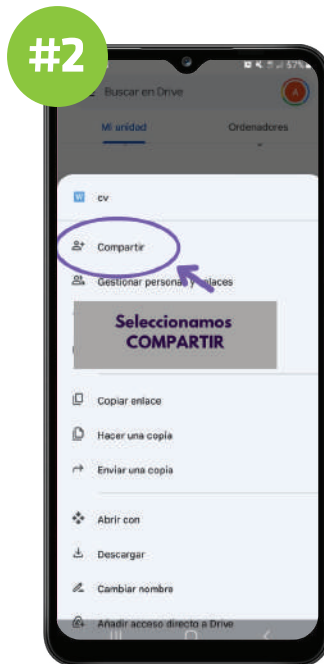 #2
57%
Buscar en Drive
A
Mi unidad
Ordenadores
cv
Compartir
Gestionar personas y enlaces
Seleccionamos
COMPARTIR
Copiar enlace
Hacer una copia
Enviar una copia
Abrir con
Descargar
Cambiar nombre
Añadir acceso directo a Drive